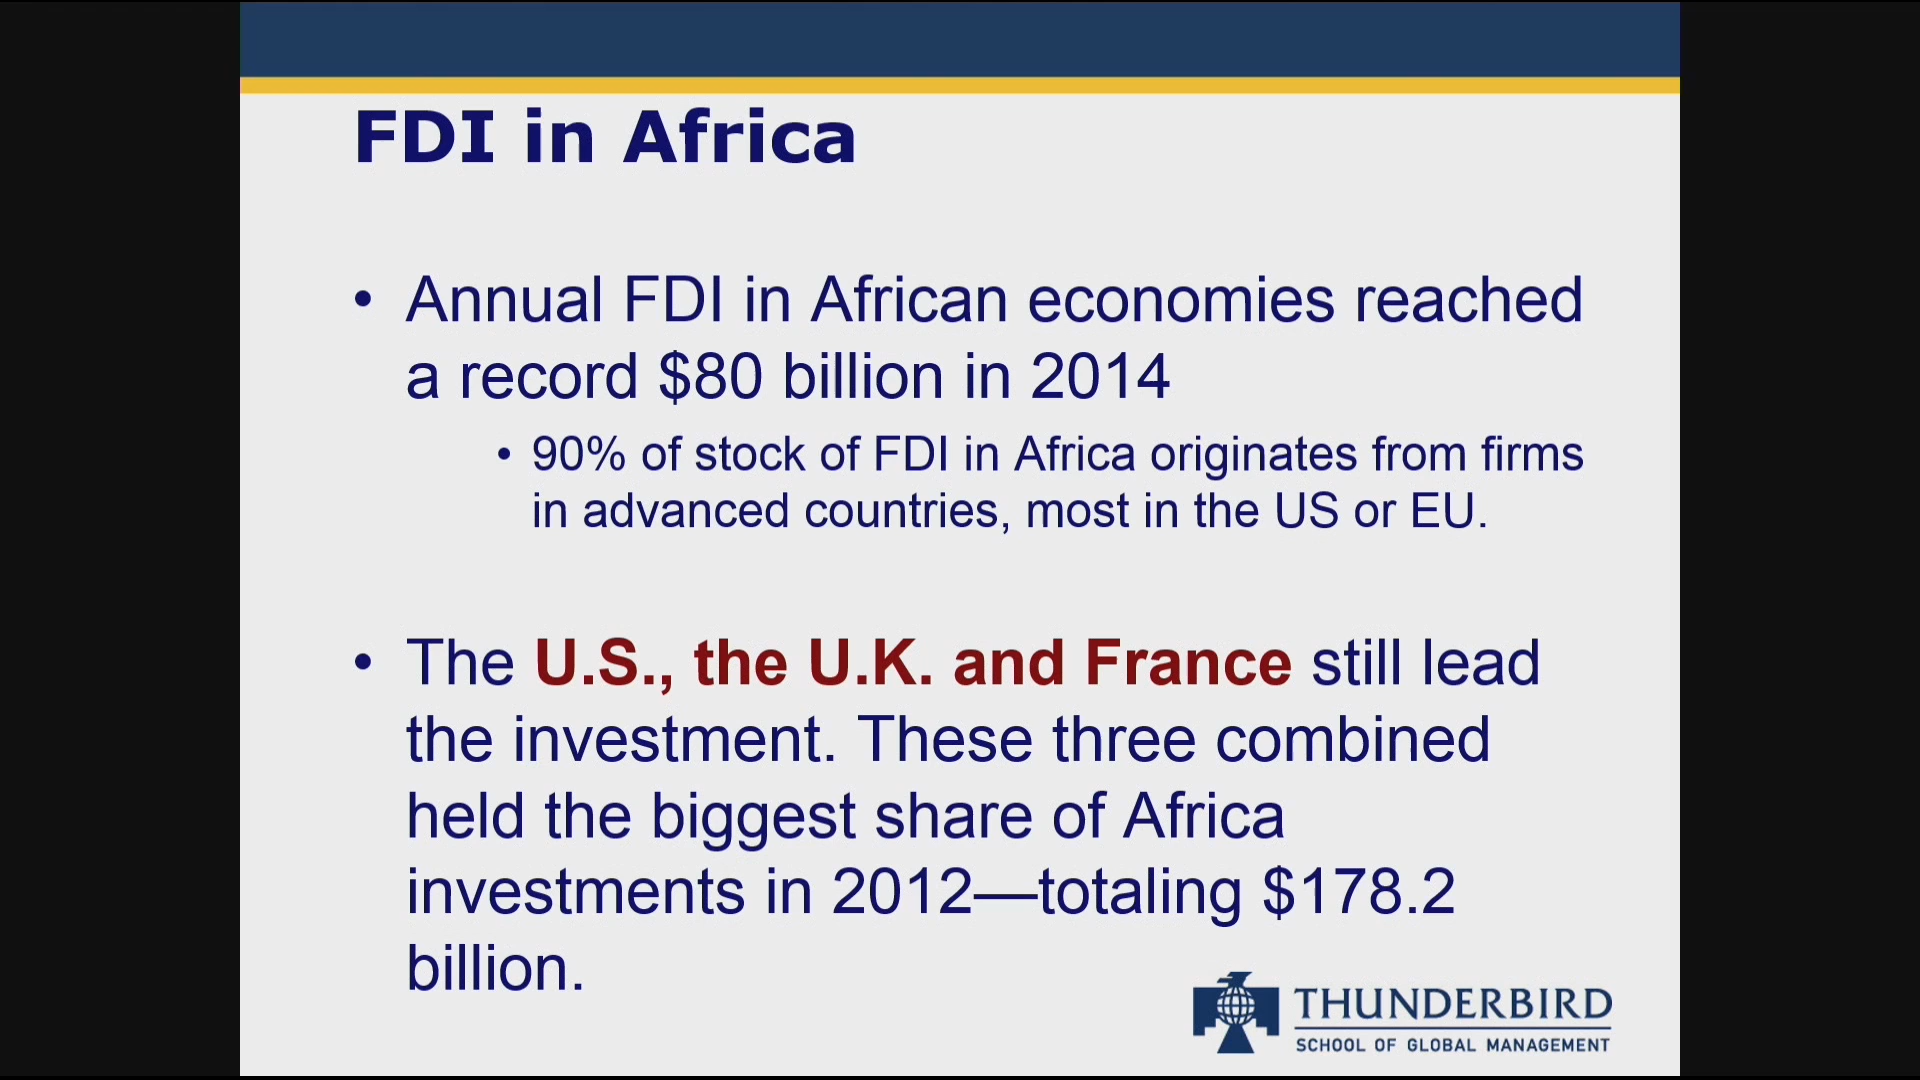 FDI in Africa
• Annual FDI in African economies reached
a record $80 billion in 2014
• 90% of stock of FDI in Africa originates from firms
in advanced countries, most in the US or EU.
• The U.S., the U.K. and France still lead
the investment. These three combined
held the biggest share of Africa
investments in 2012—totaling $178.2
billion.
THUNDERBIRD
SCHOOL OF GLOBAL MANAGEMENT